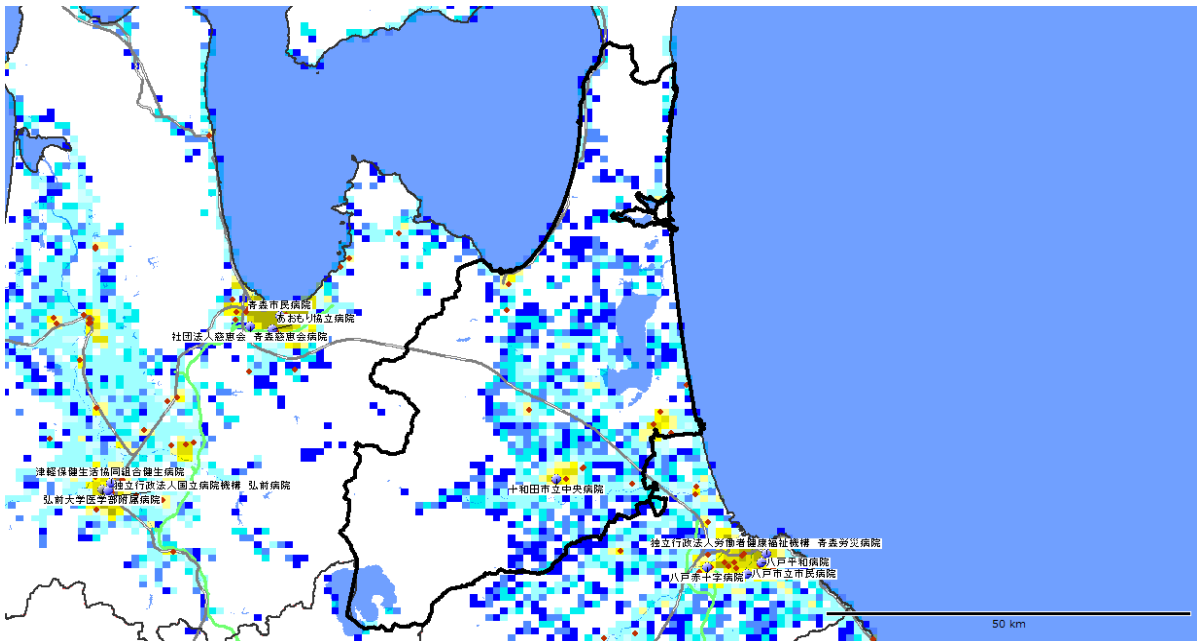 青森市民病院
あおもり協立病院
社団法人慈恵会　青森慈恵会病院
津軽保健生活協同組合健生病院
独立行政法人国立病院機構　弘前病院
弘前大学医学部附属病院
十和田市立中央病院
独立行政法人労働者健康福祉機構　青森労災病院
八戸平和病院
八戸赤十字病院
八戸市立市民病院
50 km